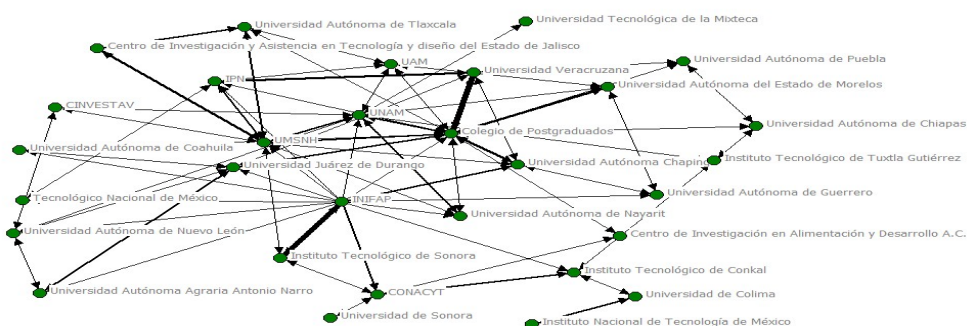 Universidad Tecnológica de la Mixteca
Universidad Autónoma de Tlaxcala
Centro de Investigación y Asistencia en Tecnología y diseño del Estado de Jalisco
Universidad Autónoma de Puebla
UAM
Universidad Veracruzana
IPN
Universidad Autónoma del Estado de Morelos
CINVESTAV
UNAM
Universidad Autónoma de Chiapas
Colegio de Postgraduados
UMSNH
Universidad Autónoma de Coahuila
Instituto Tecnológico de Tuxtla Gutiérrez
Universidad Autónoma Chaping
Universidad Juárez de Durango
Universidad Autónoma de Guerrero
Tecnológico Nacional de México
INIFAP
Universidad Autónoma de Nayarit
Universidad Autónoma de Nuevo León
Centro de Investigación en Alimentación y Desarrollo A.C.
Instituto Tecnológico de Sonora
Instituto Tecnológico de Conkal
Universidad Autónoma Agraria Antonio Narro
CONACYT
Universidad de Colima
Universidad de Sonora
Instituto Nacional de Tecnología de México